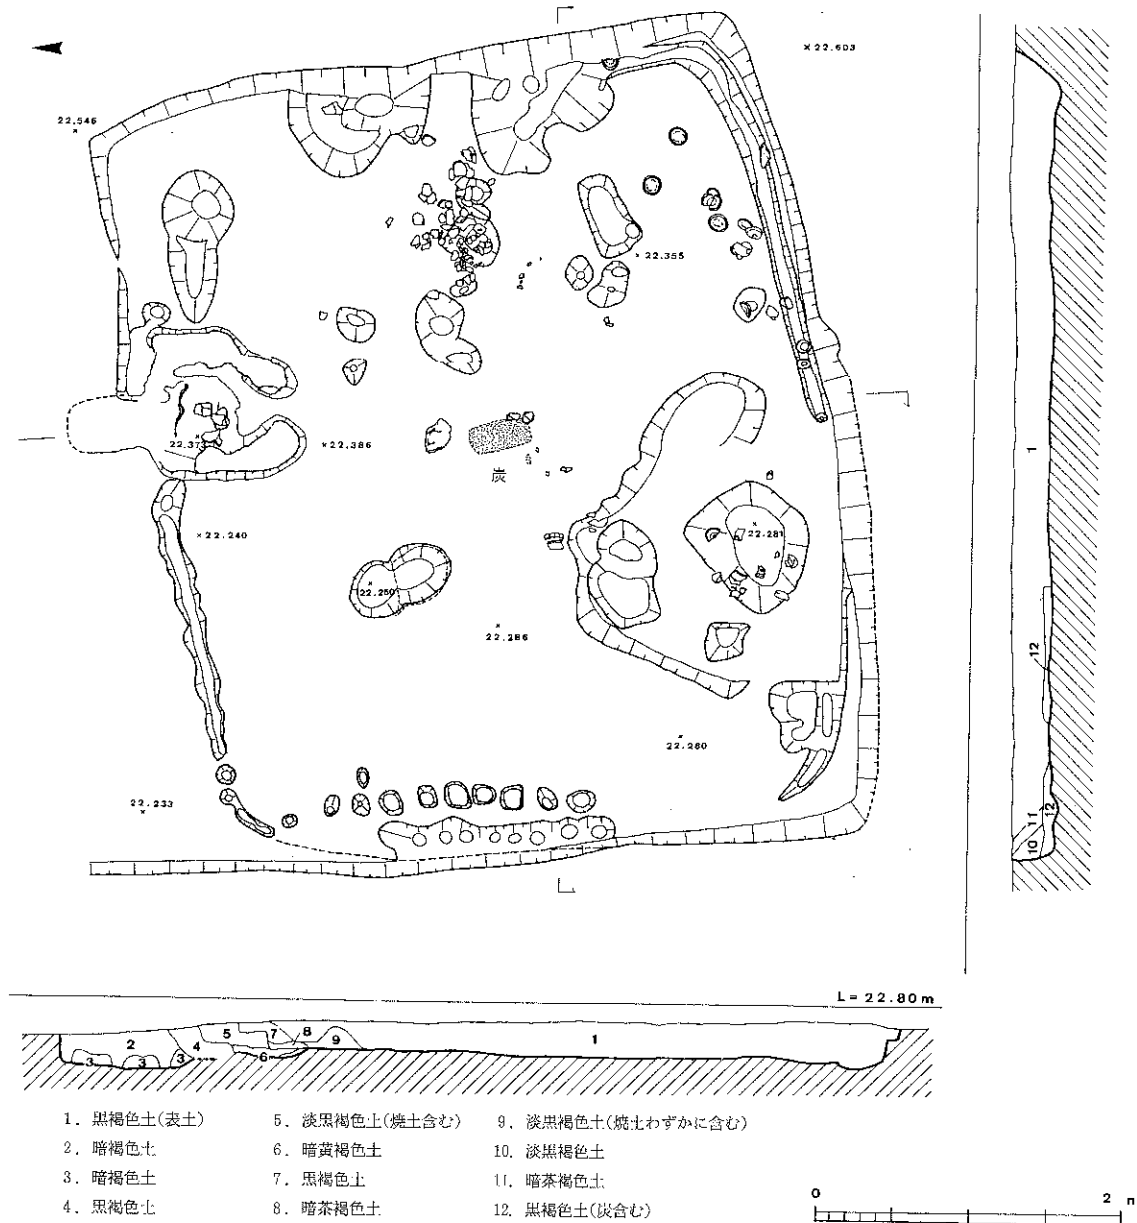 ×22.603
22.546
×
×22.355
22.373
×22.386
炭
×
22.281
×22.240
×
22.250
×
22.286
×
22.260
22.233
×
1
12
11
12
10
L=22.80m
2
3
3
3
4
5
6
7
8
9
1
1. 黒褐色土(表土)
2. 暗褐色土
3. 暗褐色土
4. 黒褐色土
5. 淡黒褐色土(焼土含む)
6. 暗黄褐色土
7. 黒褐色土
8. 暗茶褐色土
9. 淡黒褐色土(焼土わずかに含む)
10. 淡黒褐色土
11. 暗茶褐色土
12. 黒褐色土(炭含む)
0 2 m